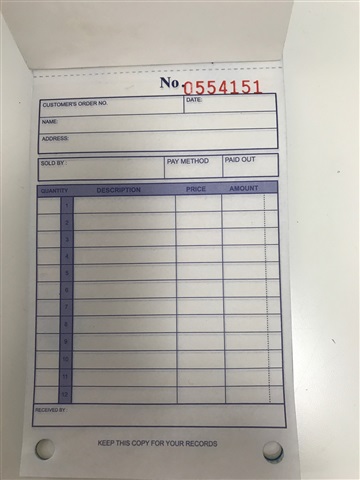 No. 0554151
CUSTOMER'S ORDER NO. DATE:
NAME:
ADDRESS:
SOLD BY: PAY METHOD PAID OUT
QUANTITY DESCRIPTION PRICE AMOUNT
1
2
3
4
5
6
7
8
9
10
11
12
RECEIVED BY:
KEEP THIS COPY FOR YOUR RECORDS